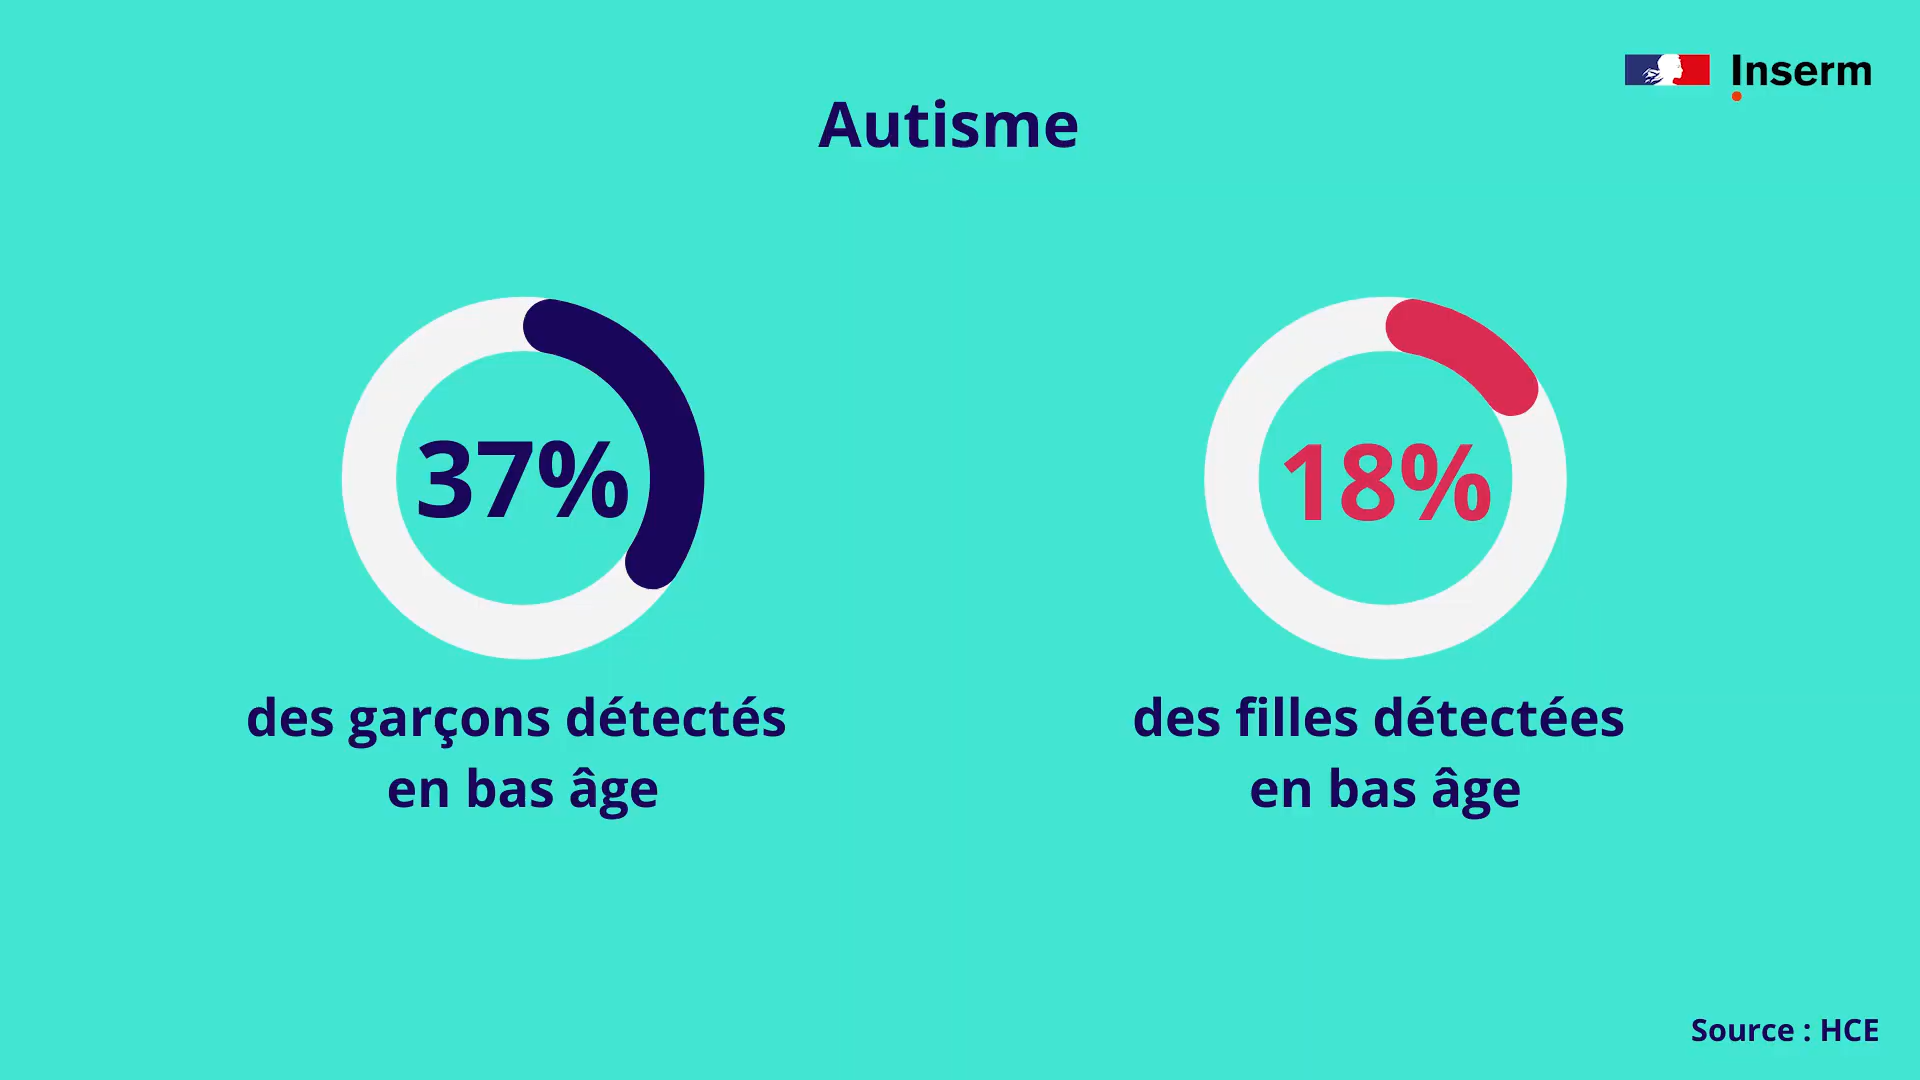 Inserm
Autisme
37%
18%
des garçons détectés
en bas âge
des filles détectées
en bas âge
Source : HCE